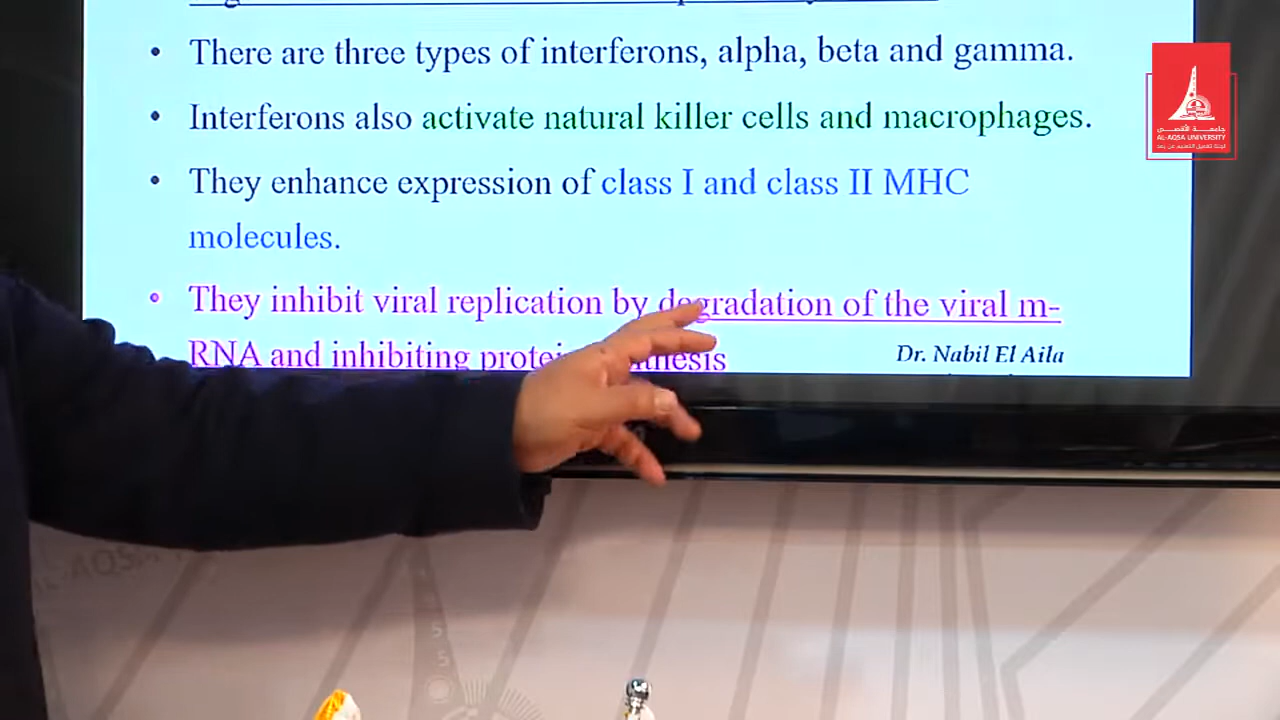 • There are three types of interferons, alpha, beta and gamma.
• Interferons also activate natural killer cells and macrophages.
• They enhance expression of class I and class II MHC
molecules.
• They inhibit viral replication by degradation of the viral m-
RNA and inhibiting
Dr. Nabil El Aila
جامعة الأقصى
AL-AQSA UNIVERSITY